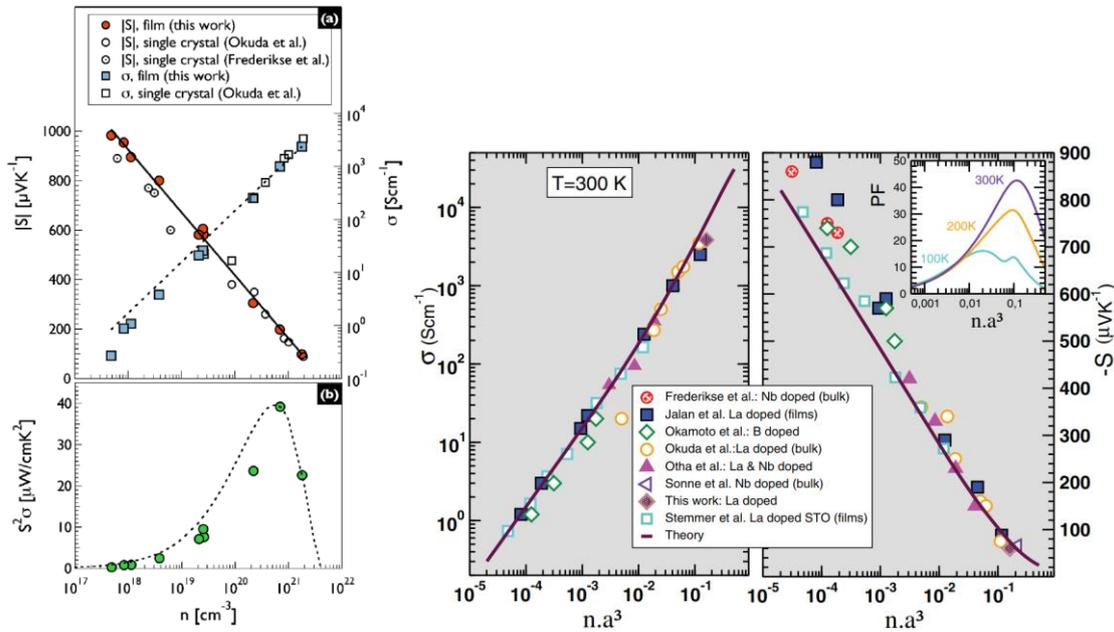 (a)
|S|, film (this work)
|S|, single crystal (Okuda et al.)
|S|, single crystal (Frederikse et al.)
σ, film (this work)
σ, single crystal (Okuda et al.)
1000
800
600
400
200
0
|S| [μVK⁻¹]
10⁴
10³
10²
10¹
10⁰
10⁻¹
σ [Scm⁻¹]
(b)
40
30
20
10
0
S²σ [μW/cmK²]
10¹⁷
10¹⁸
10¹⁹
10²⁰
10²¹
10²²
n [cm⁻³]
T=300 K
10⁴
10⁻³
10²
10¹
10⁰
σ (Scm⁻¹)
10⁻⁵
10⁻⁴
10⁻³
10⁻²
10⁻¹
n.a³
Frederikse et al.: Nb doped (bulk)
Jalan et al. La doped (films)
Okamoto et al.: B doped
Okuda et al.:La doped (bulk)
Otha et al.: La & Nb doped
Sonne et al. Nb doped (bulk)
This work: La doped
Stemmer et al. La doped STO (films)
Theory
50
40
30
20
10
0
PF
300K
200K
100K
0,001
0,01
0,1
n.a³
900
800
700
600
500
400
300
200
100
0
-S (μVK⁻¹)
10⁻⁵
10⁻⁴
10⁻³
10⁻²
10⁻¹
n.a³